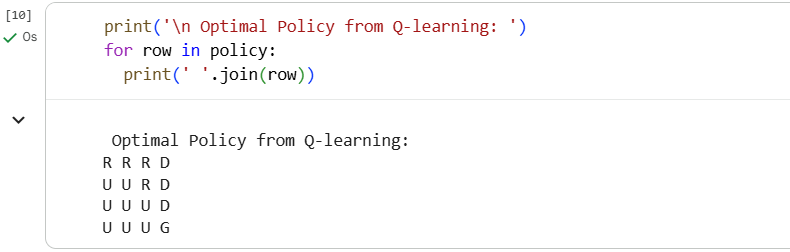 [10]
0s
print('\n Optimal Policy from Q-learning: ')
for row in policy:
  print(' '.join(row))
Optimal Policy from Q-learning:
R R R D
U U R D
U U U D
U U U G